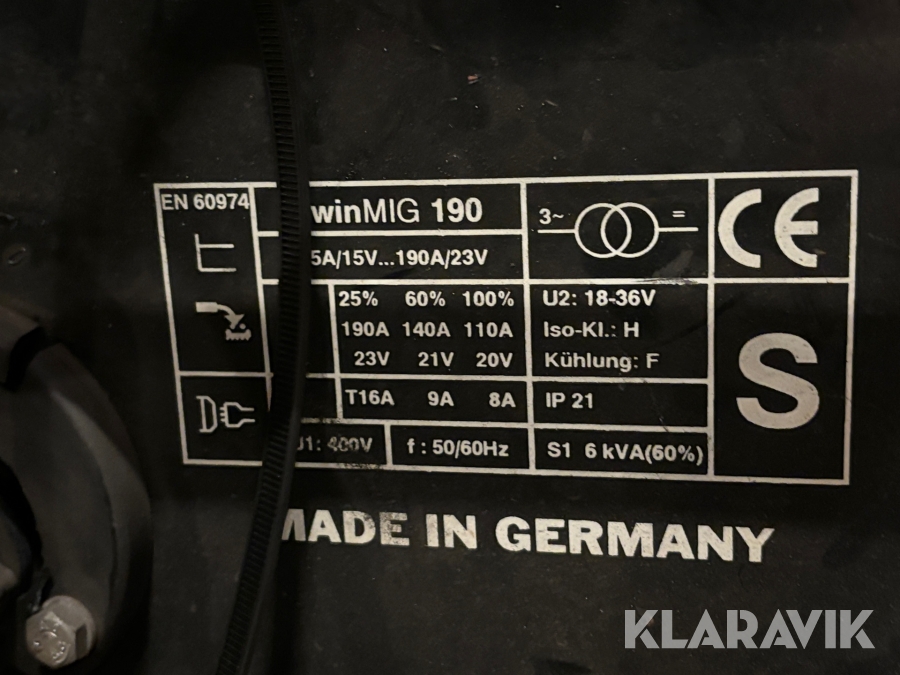 EN 60974
winMIG 190
3~ =
CE
5A/15V...190A/23V
25% 60% 100%
190A 140A 110A
23V 21V 20V
U2: 18-36V
Iso-Kl.: H
Kühlung: F
S
T16A 9A 8A
IP 21
U1: 400V
f : 50/60Hz
S1 6 kVA(60%)
MADE IN GERMANY
KLARAVIK